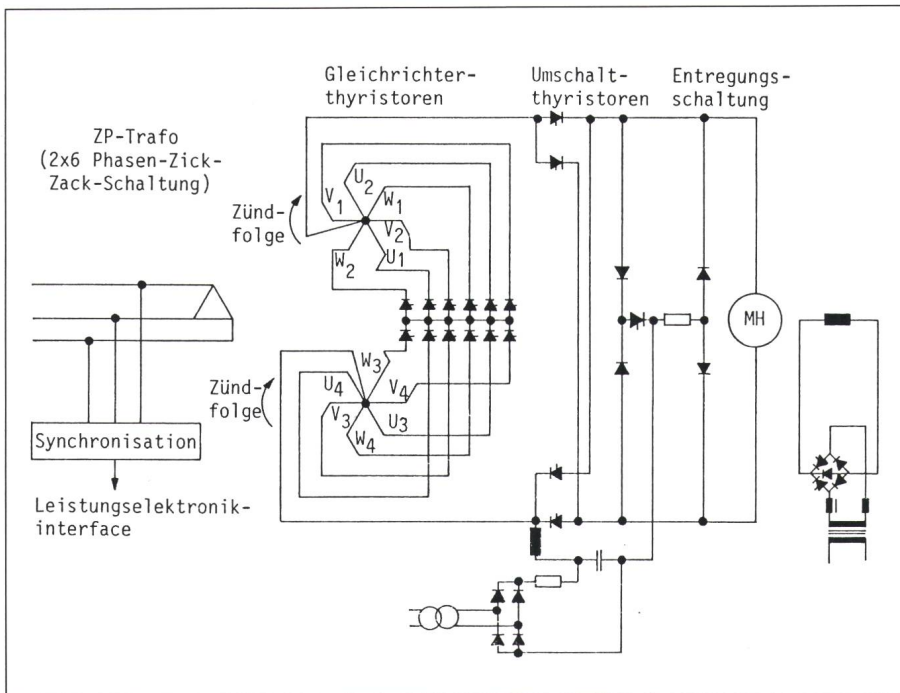 Gleichrichter-
thyristoren
Umschalt-
thyristoren
Entregungs-
schaltung
ZP-Trafo
(2x6 Phasen-Zick-
Zack-Schaltung)
Zünd-
folge
V1
U2
W1
V2
U1
W2
MH
Zünd-
folge
W3
U4
V4
V3
U3
W4
Synchronisation
Leistungselektronik-
interface